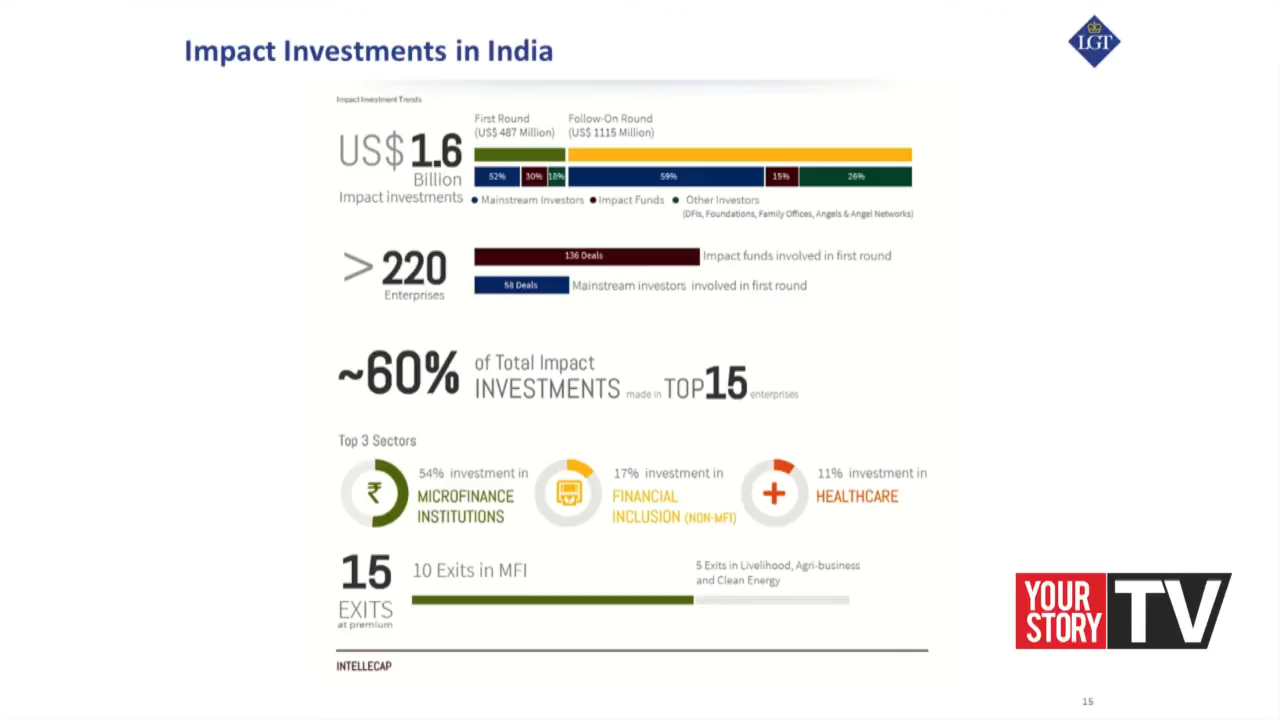 Impact Investments in India
LGT
Impact Investment Trends
US$ 1.6
Billion
Impact investments
First Round
(US$ 487 Million)
Follow-On Round
(US$ 1115 Million)
52% 30% 18% 59% 15% 26%
Mainstream Investors Impact Funds Other Investors
(DFIs, Foundations, Family Offices, Angels & Angel Networks)
> 220
Enterprises
136 Deals Impact funds involved in first round
58 Deals Mainstream investors involved in first round
~60% of Total Impact
INVESTMENTS made in TOP 15 enterprises
Top 3 Sectors
₹
54% investment in
MICROFINANCE
INSTITUTIONS
17% investment in
FINANCIAL
INCLUSION (NON-MFI)
11% investment in
HEALTHCARE
15
EXITS
at premium
10 Exits in MFI
5 Exits in Livelihood, Agri-business
and Clean Energy
INTELLECAP
YOUR
STORY
TV
15